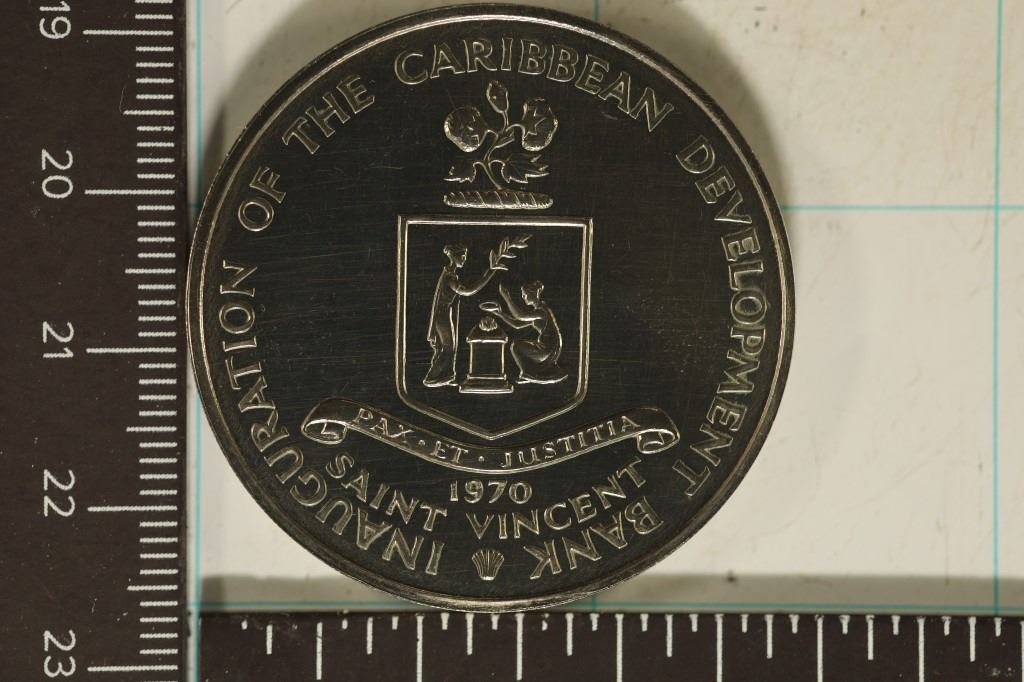 INAUGURATION OF THE CARIBBEAN DEVELOPMENT BANK
PAX · ET · JUSTITIA
1970
SAINT VINCENT
19
20
21
22
23